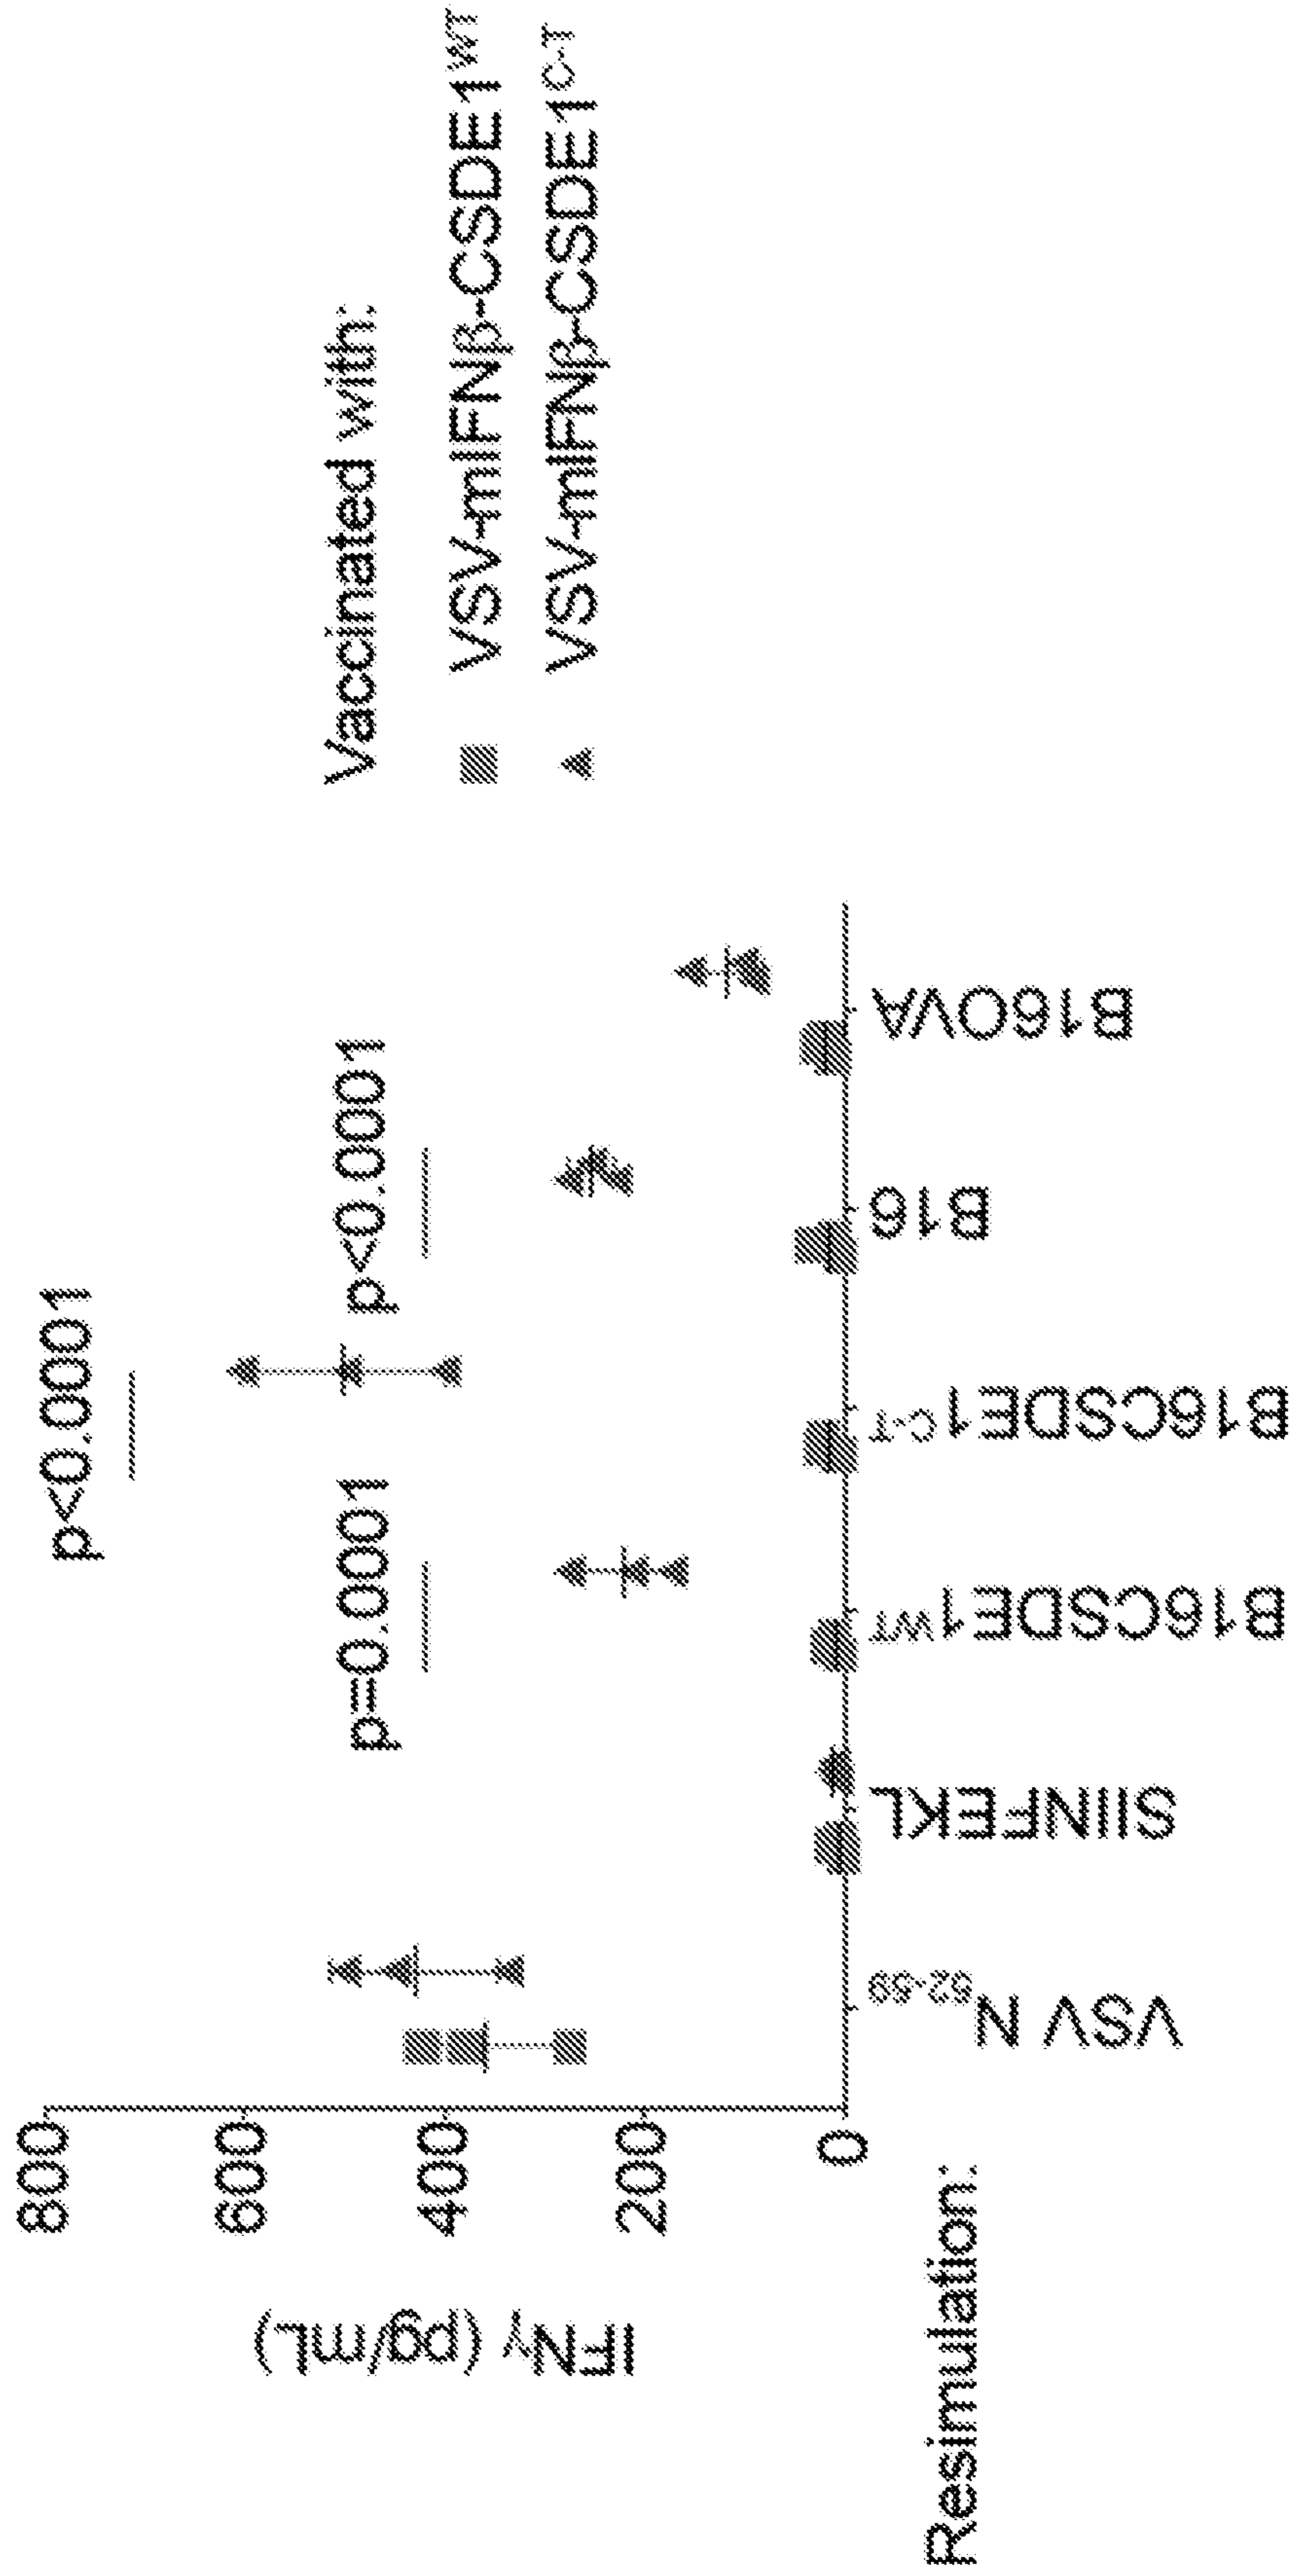 IFNγ (pg/mL)
800
600
400
200
0
p=0.0001
p<0.0001
p<0.0001
Resimulation:
VSV N52-59
SIINFEKL
B16CSDE1WT
B16CSDE1C-T
B16
B16OVA
Vaccinated with:
VSV-mIFNβ-CSDE1WT
VSV-mIFNβ-CSDE1C-T